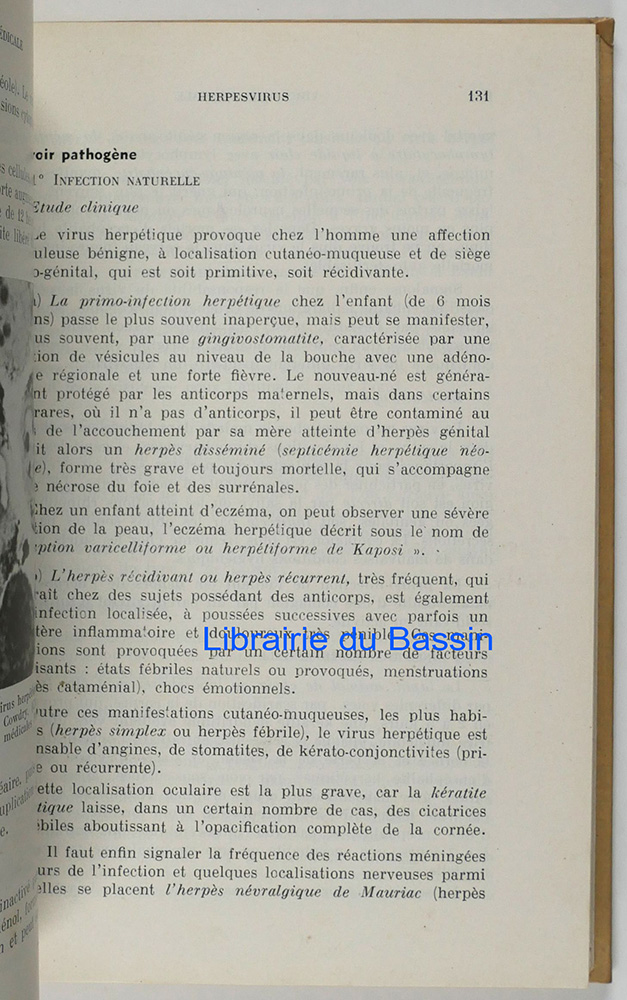 HERPESVIRUS 131
oir pathogène
1° INFECTION NATURELLE
Étude clinique
e virus herpétique provoque chez l'homme une affection
uleuse bénigne, à localisation cutanéo-muqueuse et de siège
o-génital, qui est soit primitive, soit récidivante.
) La primo-infection herpétique chez l'enfant (de 6 mois
ns) passe le plus souvent inaperçue, mais peut se manifester,
us souvent, par une gingivostomatite, caractérisée par une
ion de vésicules au niveau de la bouche avec une adéno-
e régionale et une forte fièvre. Le nouveau-né est généra-
nt protégé par les anticorps maternels, mais dans certains
rares, où il n'a pas d'anticorps, il peut être contaminé au
de l'accouchement par sa mère atteinte d'herpès génital
it alors un herpès disséminé (septicémie herpétique néo-
e), forme très grave et toujours mortelle, qui s'accompagne
nécrose du foie et des surrénales.
Chez un enfant atteint d'eczéma, on peut observer une sévère
tion de la peau, l'eczéma herpétique décrit sous le nom de
ption varicelliforme ou herpétiforme de Kaposi ».
) L'herpès récidivant ou herpès récurrent, très fréquent, qui
raît chez des sujets possédant des anticorps, est également
infection localisée, à poussées successives avec parfois un
tère inflammatoire et douloureux très pénible. Ces mani-
ions sont provoquées par un certain nombre de facteurs
isants : états fébriles naturels ou provoqués, menstruations
ès cataménial), chocs émotionnels.
utre ces manifestations cutanéo-muqueuses, les plus habi-
s (herpès simplex ou herpès fébrile), le virus herpétique est
nsable d'angines, de stomatites, de kérato-conjonctivites (pri-
e ou récurrente).
ette localisation oculaire est la plus grave, car la kératite
tique laisse, dans un certain nombre de cas, des cicatrices
ébiles aboutissant à l'opacification complète de la cornée.
Il faut enfin signaler la fréquence des réactions méningées
urs de l'infection et quelques localisations nerveuses parmi
elles se placent l'herpès névralgique de Mauriac (herpès
Librairie du Bassin